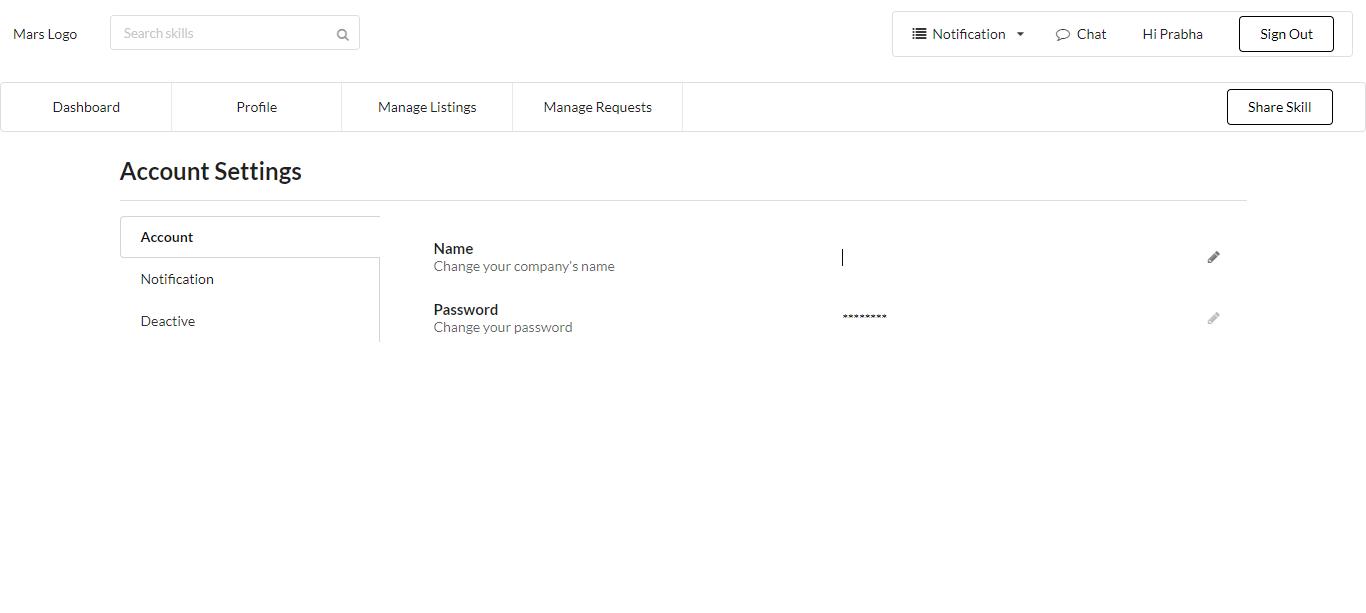 Mars Logo
Search skills
Notification
Chat
Hi Prabha
Sign Out
Dashboard
Profile
Manage Listings
Manage Requests
Share Skill
Account Settings
Account
Notification
Deactive
Name
Change your company's name
Password
Change your password
********